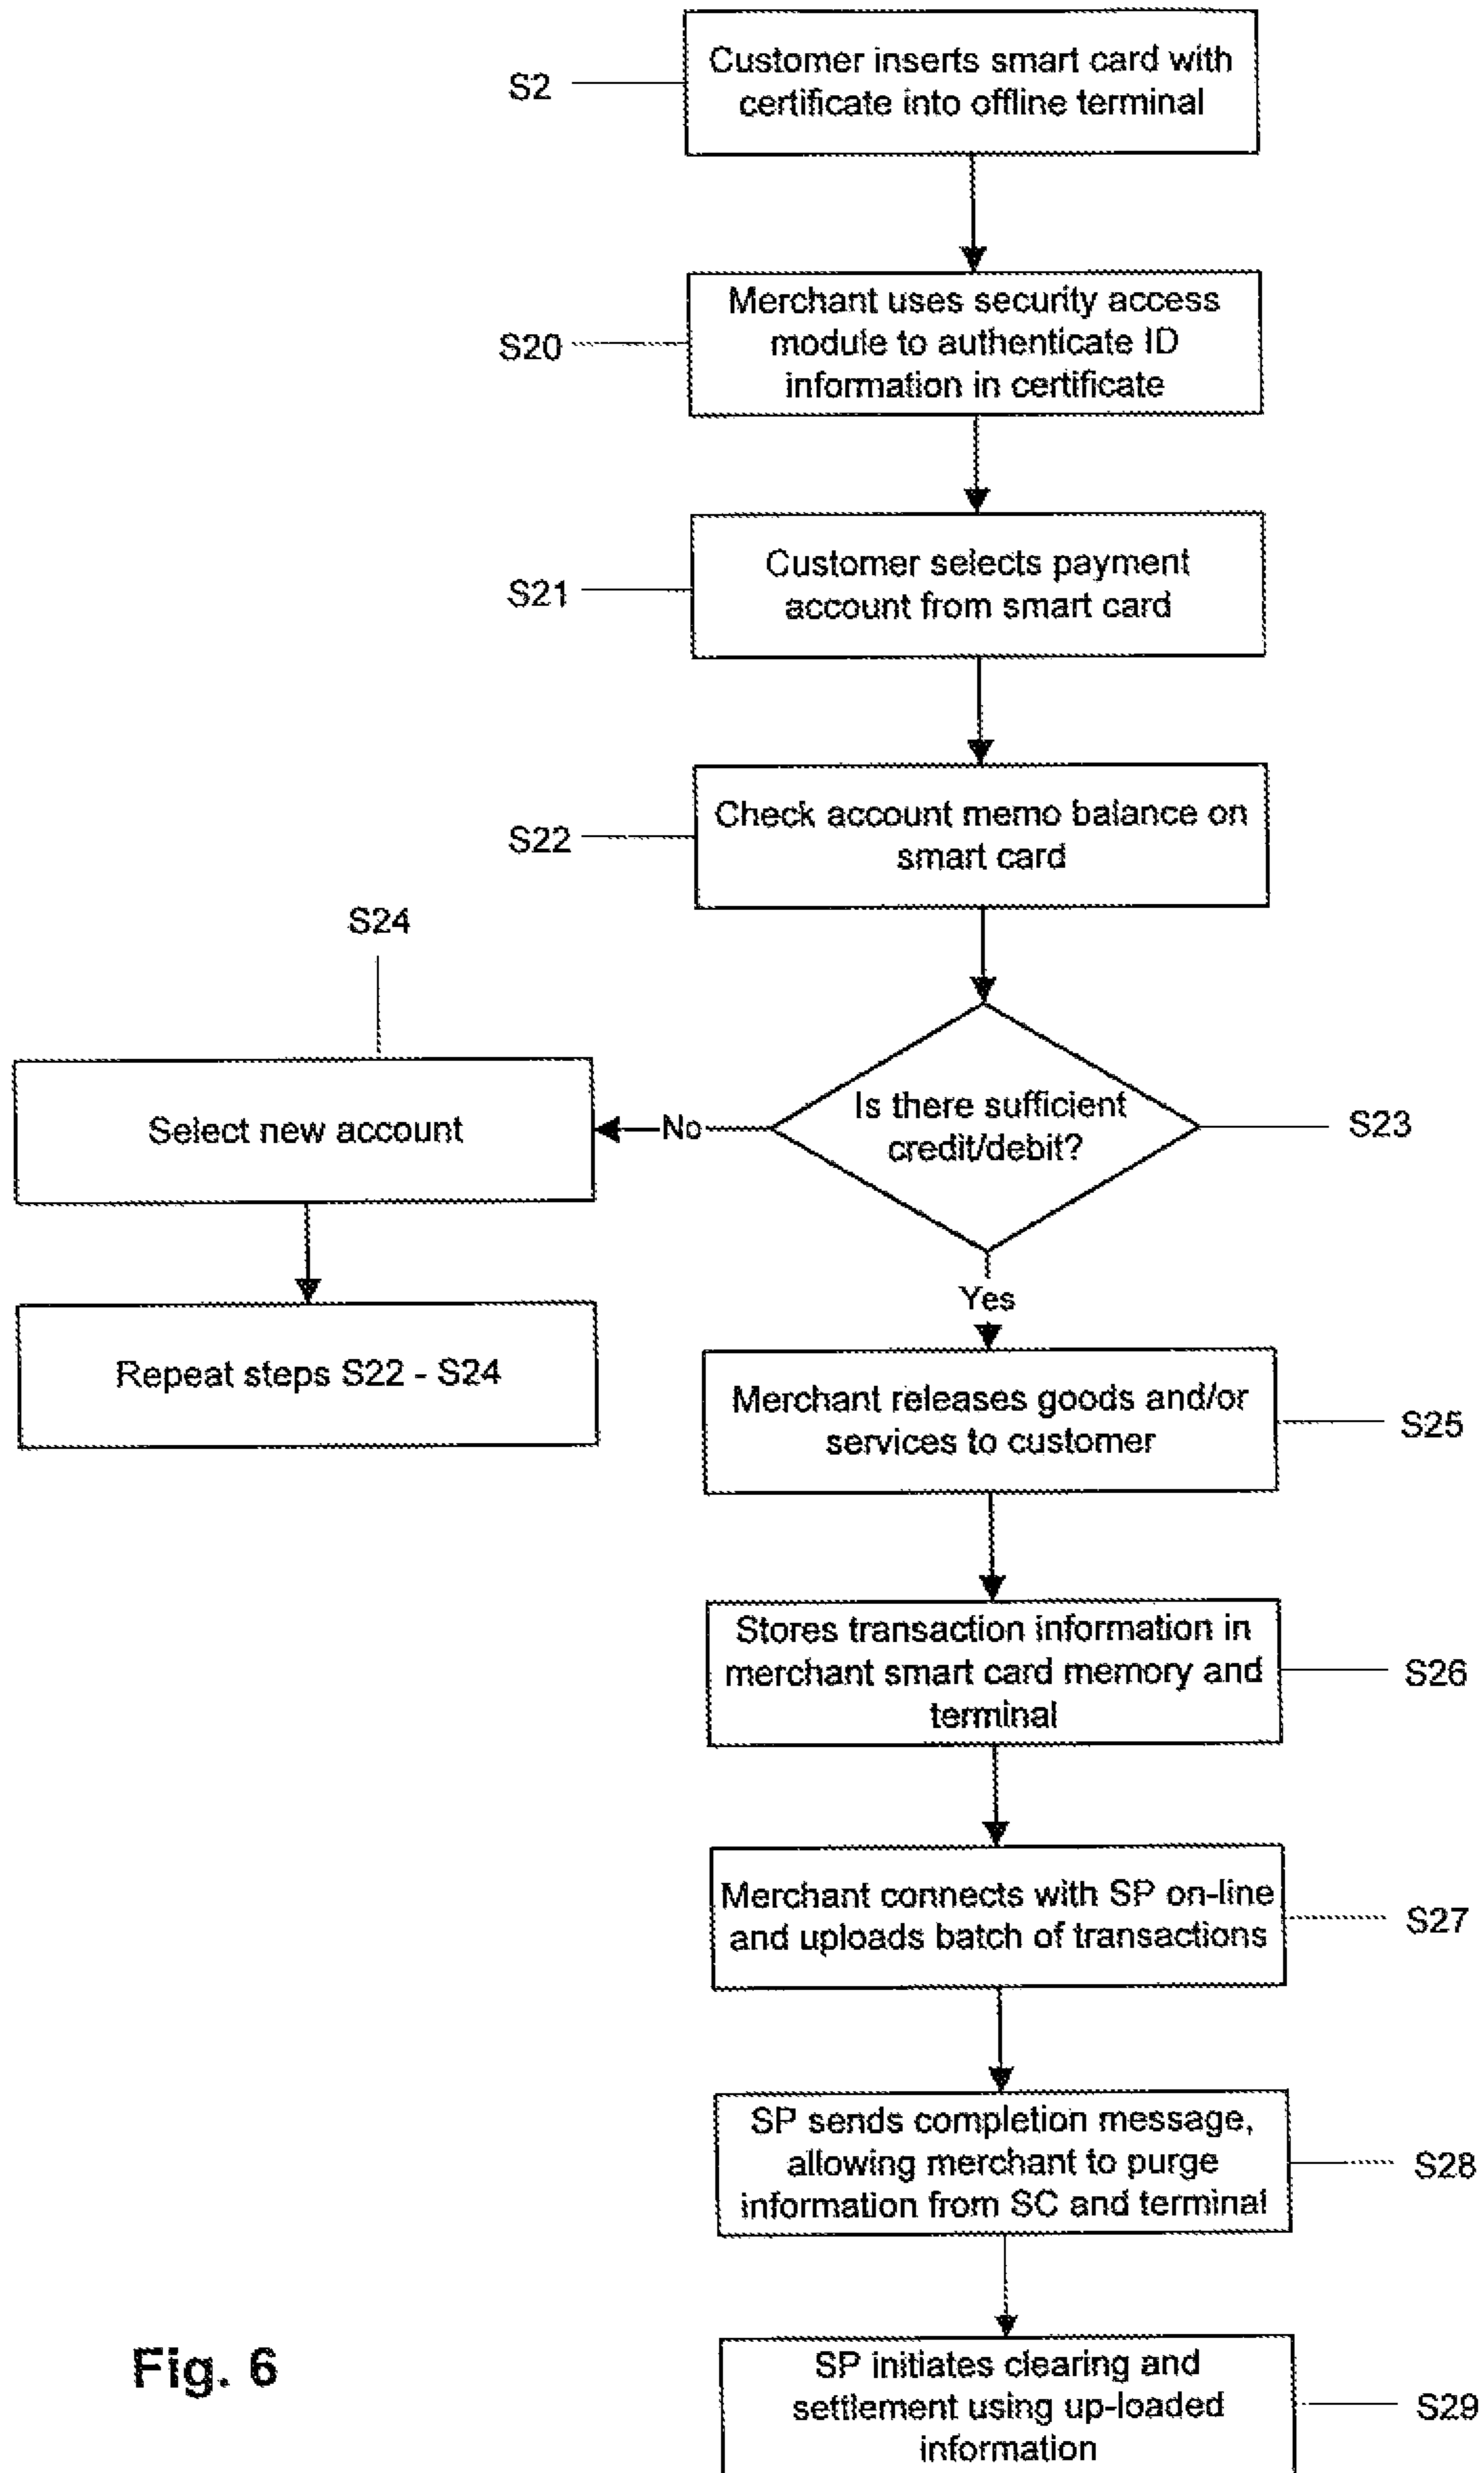 S2
Customer inserts smart card with
certificate into offline terminal
S20
Merchant uses security access
module to authenticate ID
information in certificate
S21
Customer selects payment
account from smart card
S22
Check account memo balance on
smart card
S24
Select new account
No
Is there sufficient
credit/debit?
S23
Repeat steps S22 - S24
Yes
Merchant releases goods and/or
services to customer
S25
Stores transaction information in
merchant smart card memory and
terminal
S26
Merchant connects with SP on-line
and uploads batch of transactions
S27
SP sends completion message,
allowing merchant to purge
information from SC and terminal
S28
SP initiates clearing and
settlement using up-loaded
information
S29
Fig. 6